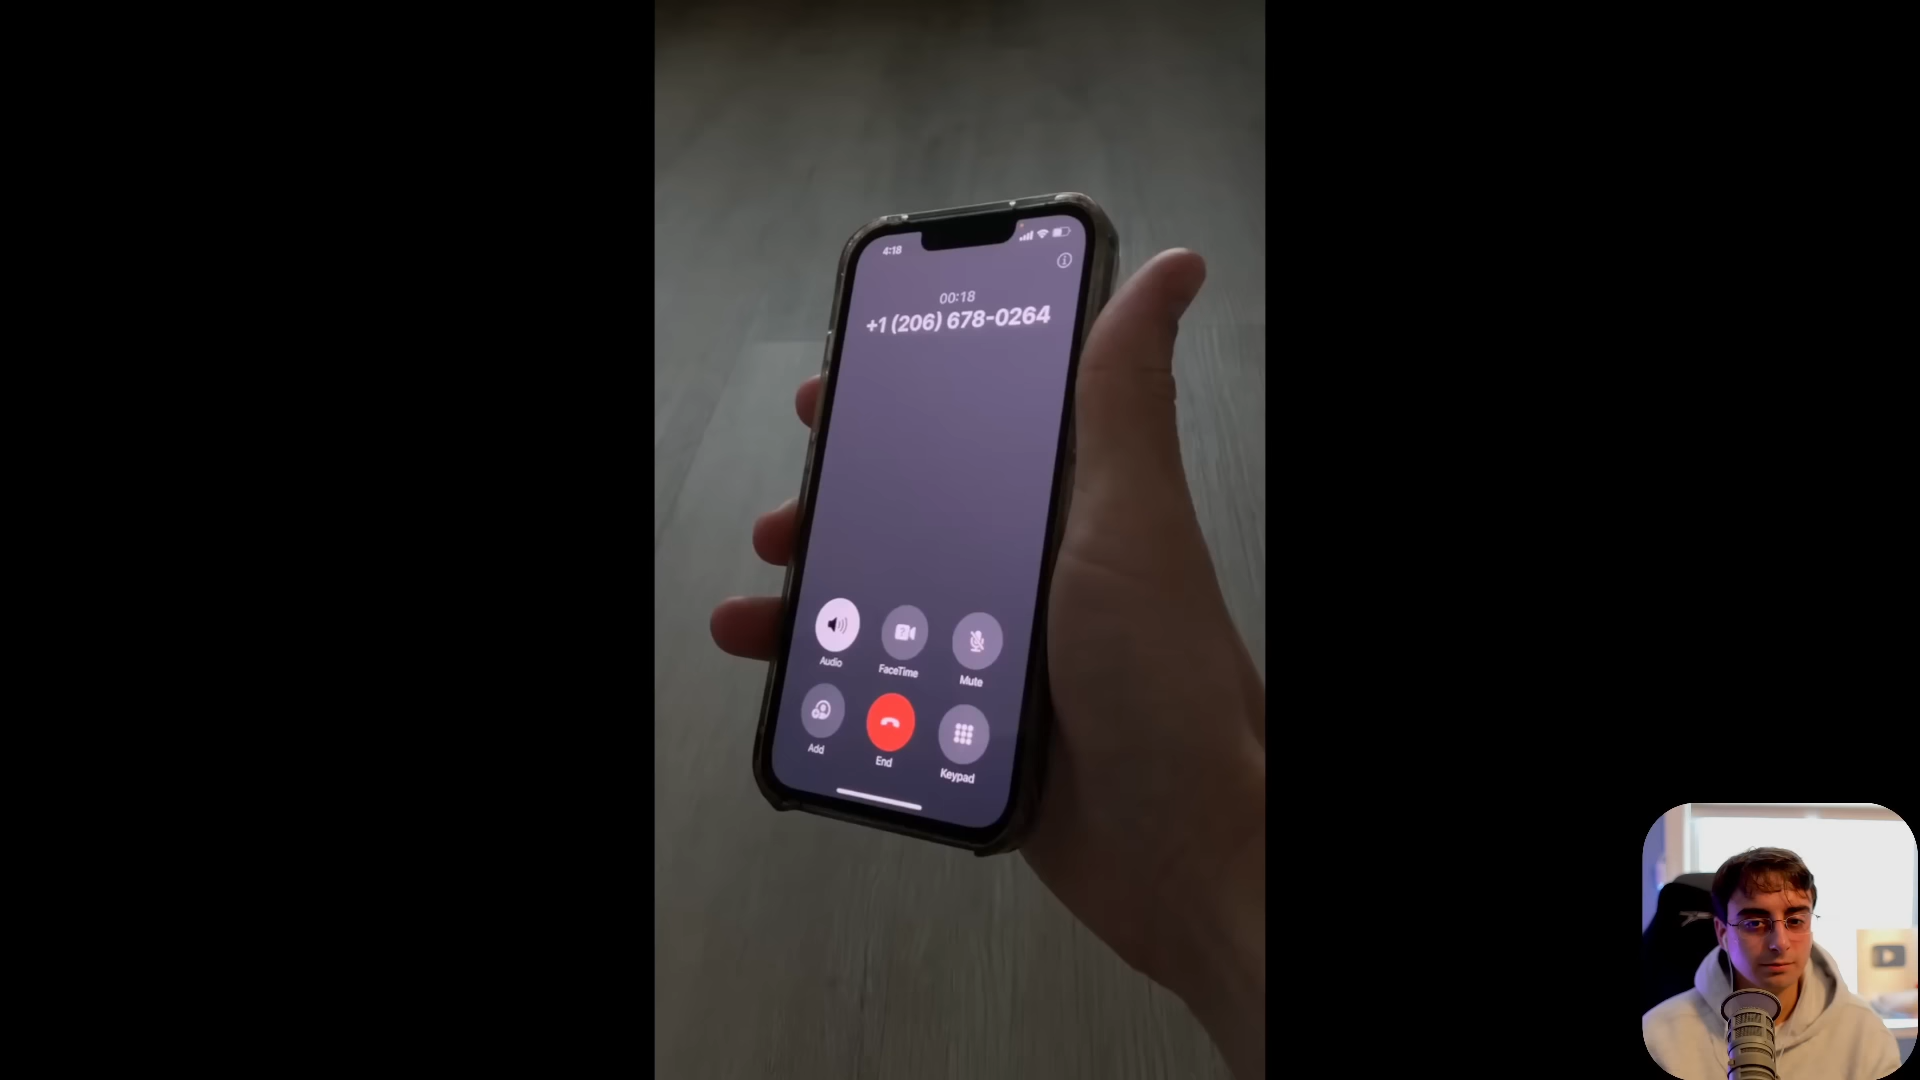 4:18
00:18
+1 (206) 678-0264
Audio
FaceTime
Mute
Add
End
Keypad